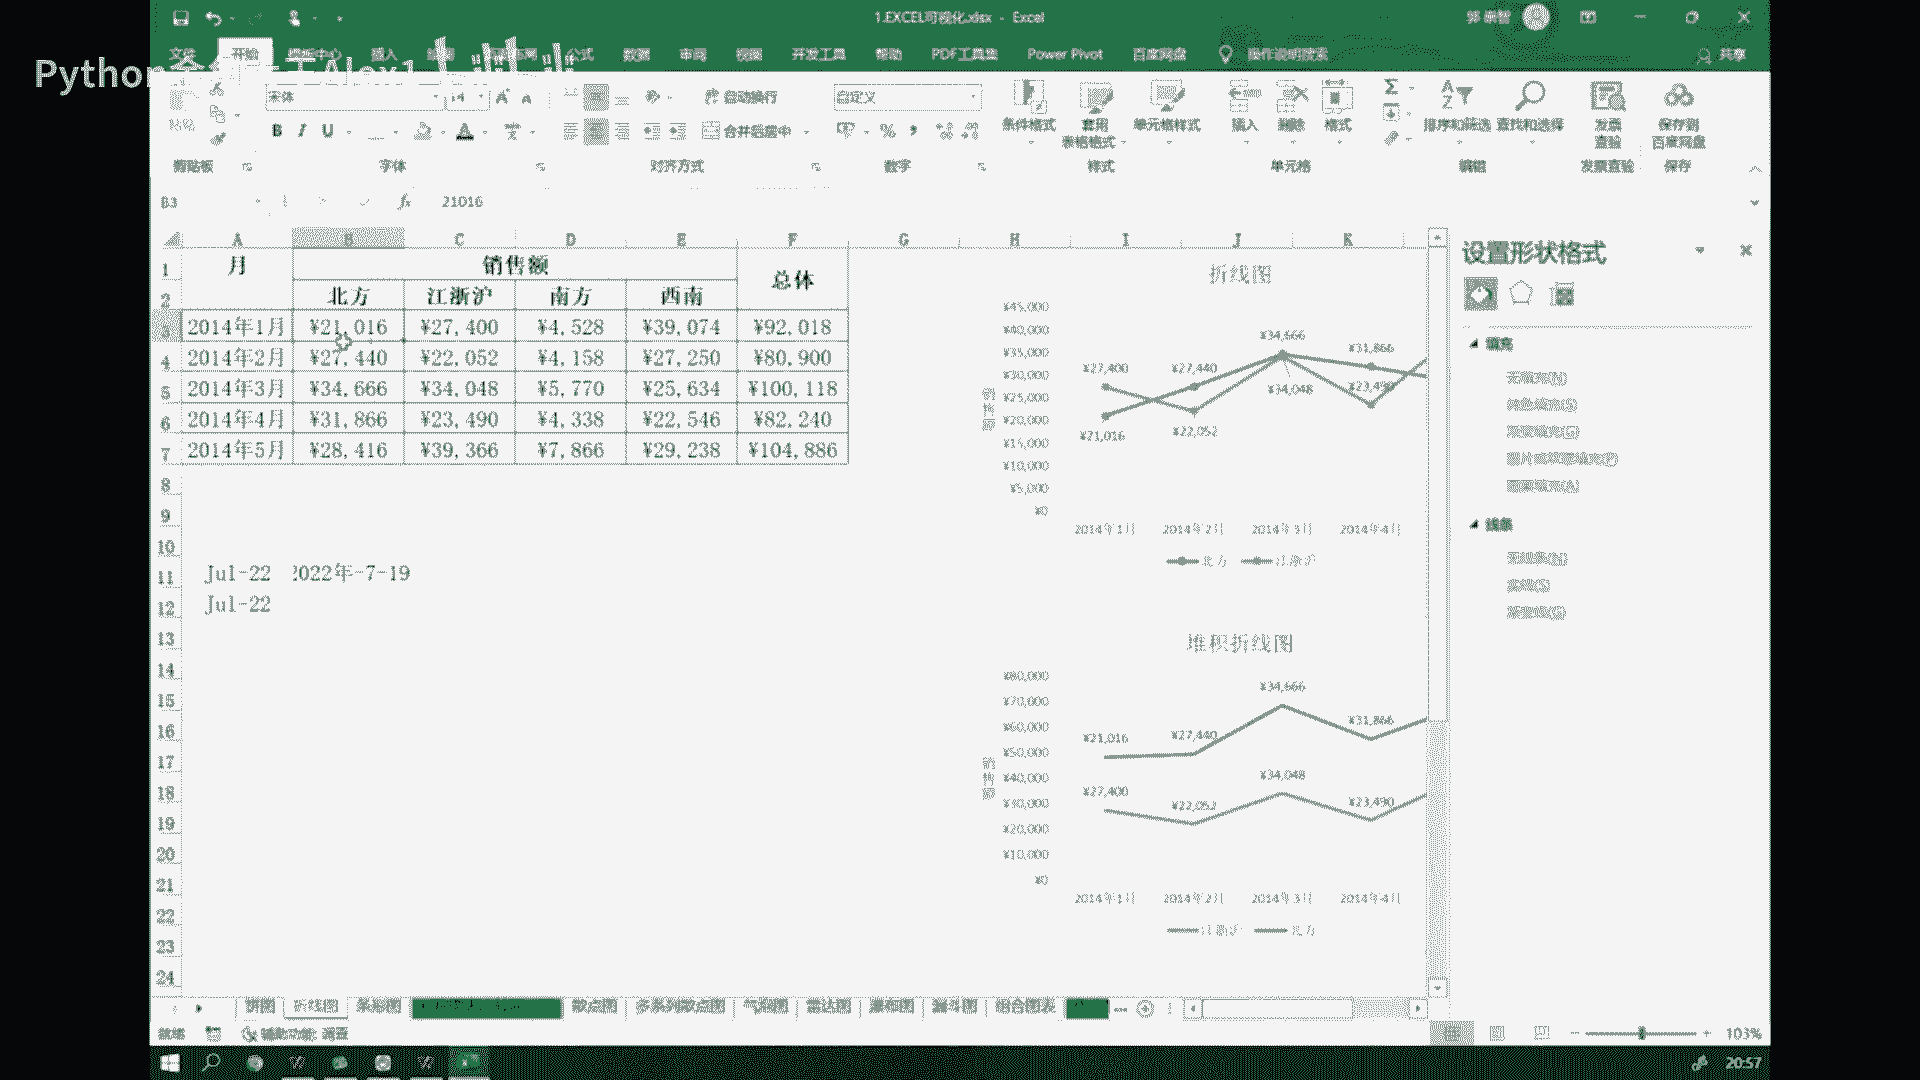 1.EXCEL可视化.xlsx - Excel
Python
文件 开始 插入 公式 数据 审阅 视图 开发工具 帮助 PDF工具集 Power Pivot 百度网盘 操作说明搜索 共享
宋体 14 自动换行 自定义
B I U 合并后居中 % 条件格式 套用 表格格式 单元格样式 插入 删除 格式 排序和筛选 查找和选择 发票 查验 保存到 百度网盘
剪贴板 字体 对齐方式 数字 样式 单元格 编辑 发票查验 保存
B3 fx 21016
A B C D E F G H I J K
1 月 销售额 总体
2 北方 江浙沪 南方 西南
3 2014年1月 ¥21,016 ¥27,400 ¥4,528 ¥39,074 ¥92,018
4 2014年2月 ¥27,440 ¥22,052 ¥4,158 ¥27,250 ¥80,900
5 2014年3月 ¥34,666 ¥34,048 ¥5,770 ¥25,634 ¥100,118
6 2014年4月 ¥31,866 ¥23,490 ¥4,338 ¥22,546 ¥82,240
7 2014年5月 ¥28,416 ¥39,366 ¥7,866 ¥29,238 ¥104,886
8
9
10
11 Jul-22 2022年-7-19
12 Jul-22
13
14
15
16
17
18
19
20
21
22
23
24
折线图
¥45,000
¥40,000
¥35,000
¥30,000
¥25,000
¥20,000
¥15,000
¥10,000
¥5,000
¥0
销售额
¥34,666
¥31,866
¥27,400 ¥27,440
¥34,048 ¥23,490
¥21,016 ¥22,052
2014年1月 2014年2月 2014年3月 2014年4月
北方 江浙沪
堆积折线图
¥80,000
¥70,000
¥60,000
¥50,000
¥40,000
¥30,000
¥20,000
¥10,000
¥0
销售额
¥34,666
¥21,016 ¥27,440 ¥31,866
¥34,048
¥27,400 ¥22,052 ¥23,490
2014年1月 2014年2月 2014年3月 2014年4月
江浙沪 北方
设置形状格式
填充
无填充(N)
纯色填充(S)
渐变填充(G)
图片或纹理填充(P)
图案填充(A)
线条
无线条(N)
实线(S)
渐变线(G)
饼图 折线图 条形图 散点图 多系列散点图 气泡图 雷达图 瀑布图 漏斗图 组合图表
就绪 辅助功能: 调查 103%
20:57